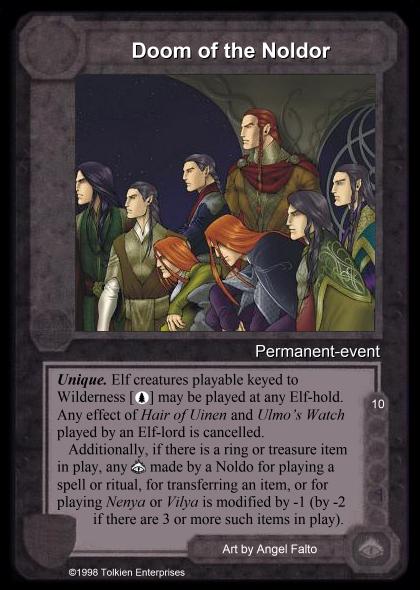 Doom of the Noldor
Permanent-event
Unique. Elf creatures playable keyed to
Wilderness [ ] may be played at any Elf-hold.
Any effect of Hair of Uinen and Ulmo's Watch
played by an Elf-lord is cancelled.
Additionally, if there is a ring or treasure item
in play, any made by a Noldo for playing a
spell or ritual, for transferring an item, or for
playing Nenya or Vilya is modified by -1 (by -2
if there are 3 or more such items in play).
10
Art by Angel Falto
©1998 Tolkien Enterprises